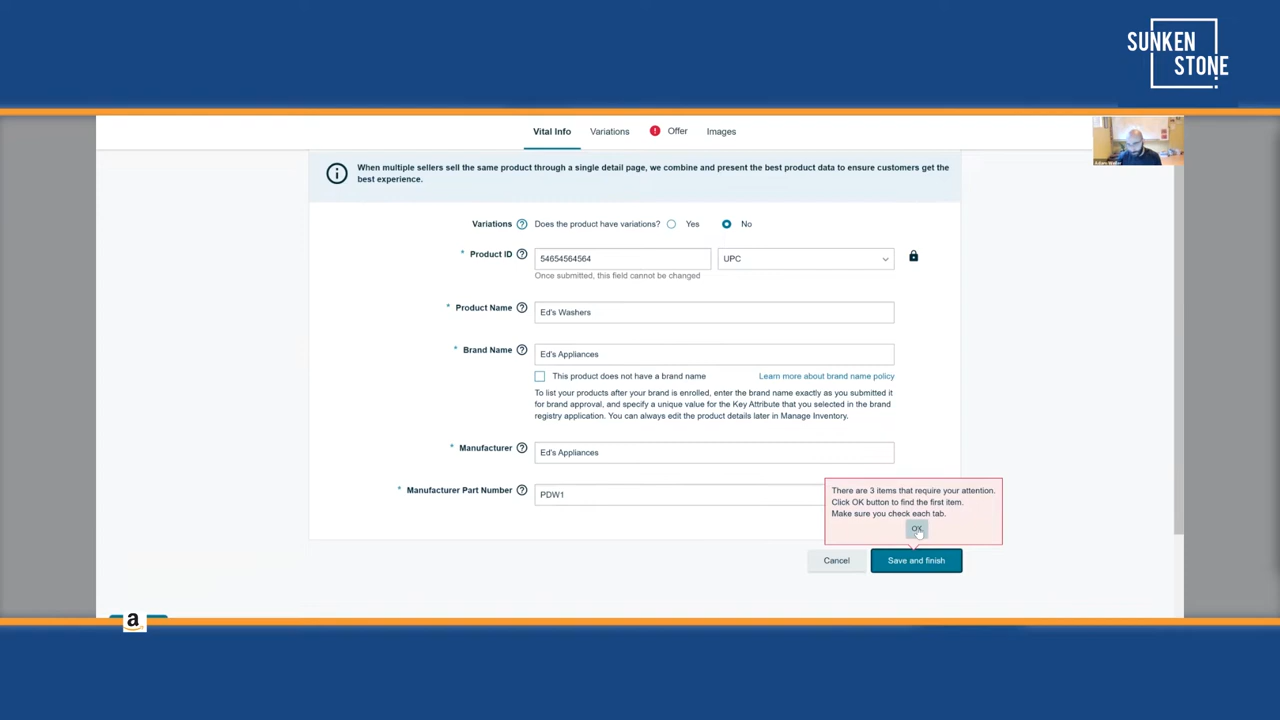 SUNKEN
STONE
Vital Info Variations ! Offer Images
Adam Waller
When multiple sellers sell the same product through a single detail page, we combine and present the best product data to ensure customers get the
best experience.
Variations ? Does the product have variations? Yes No
* Product ID ? 54654564564 UPC
Once submitted, this field cannot be changed
* Product Name ? Ed's Washers
* Brand Name ? Ed's Appliances
This product does not have a brand name Learn more about brand name policy
To list your products after your brand is enrolled, enter the brand name exactly as you submitted it
for brand approval, and specify a unique value for the Key Attribute that you selected in the brand
registry application. You can always edit the product details later in Manage Inventory.
* Manufacturer ? Ed's Appliances
* Manufacturer Part Number ? PDW1
There are 3 items that require your attention.
Click OK button to find the first item.
Make sure you check each tab.
OK
Cancel Save and finish
a